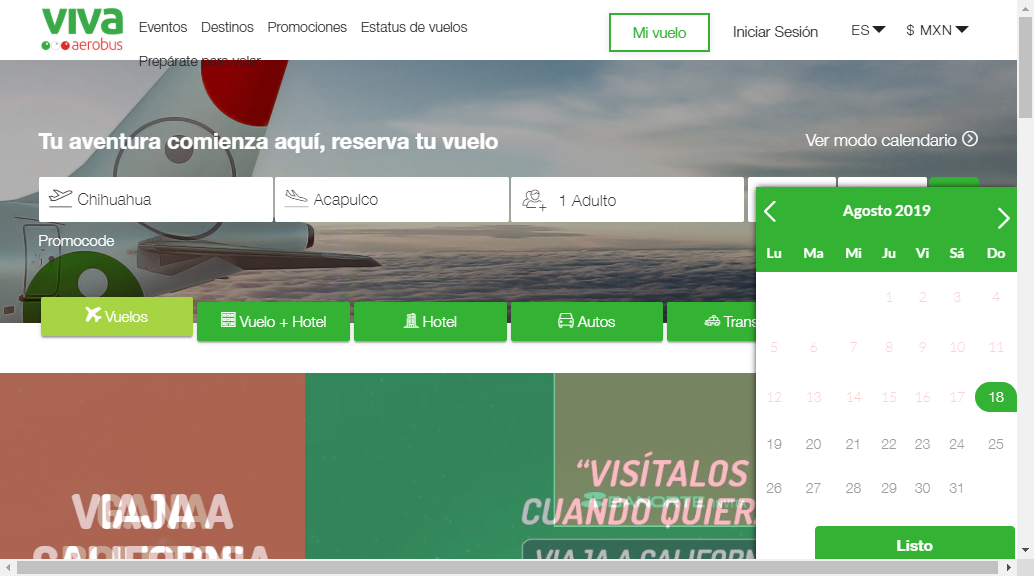 viva
aerobus
Eventos Destinos Promociones Estatus de vuelos
Prepárate para volar
Mi vuelo
Iniciar Sesión
ES
$ MXN
Tu aventura comienza aquí, reserva tu vuelo
Ver modo calendario
Chihuahua
Acapulco
1 Adulto
Promocode
Agosto 2019
Lu Ma Mi Ju Vi Sá Do
1 2 3 4
5 6 7 8 9 10 11
12 13 14 15 16 17 18
19 20 21 22 23 24 25
26 27 28 29 30 31
Listo
Vuelos
Vuelo + Hotel
Hotel
Autos
Trans
VIAJA A
CALIFORNIA
“VISÍTALOS
CUANDO QUIER
VIAJA A CALIFORN